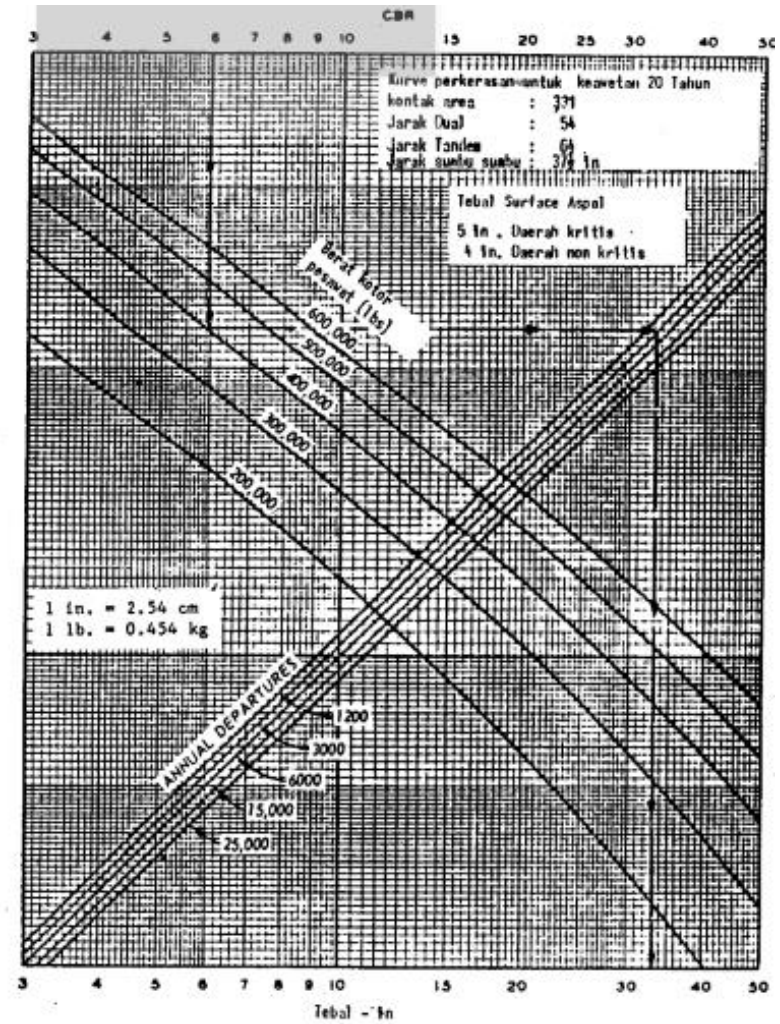 CBR
3 4 5 6 7 8 9 10 15 20 25 30 40 50
Kurve perkerasan untuk keawetan 20 Tahun
kontak area :
Jarak Dual : 54
Jarak Tandem : 64
Jarak sumbu sumbu : in
Tebal Surface Aspal
5 in . Daerah kritis
4 in. Daerah non kritis
Berat kotor
pesawat (lbs)
600,000
500,000
400,000
300,000
200,000
1 in. = 2.54 cm
1 lb. = 0.454 kg
ANNUAL DEPARTURES
1200
3000
6000
15,000
25,000
3 4 5 6 7 8 9 10 15 20 30 40 50
Tebal - in